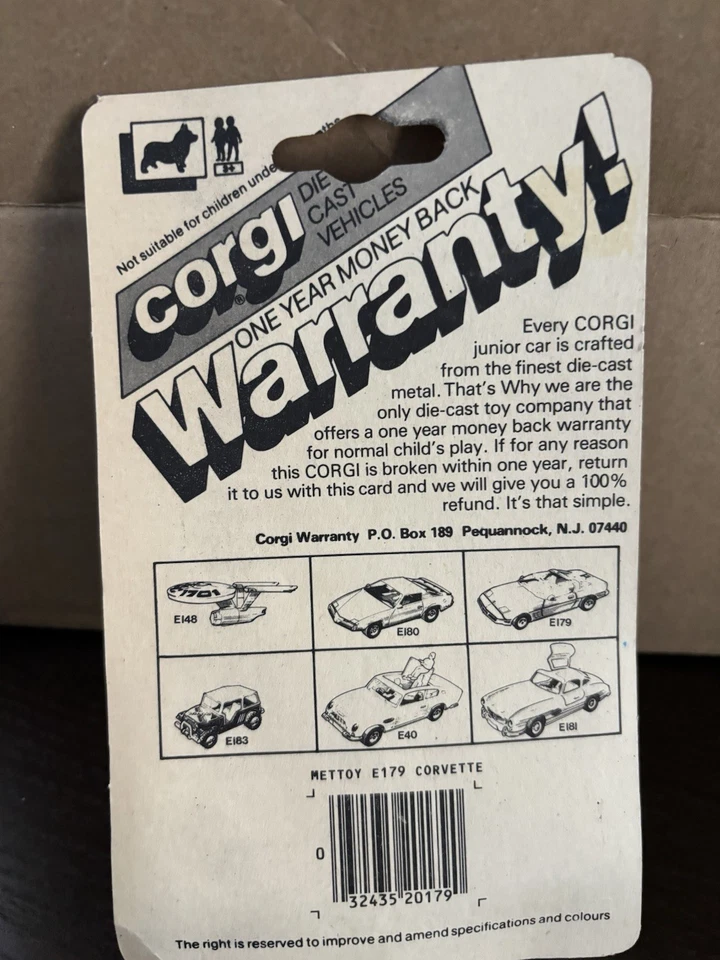 3+
Not suitable for children unde
corgi
®
DIE
CAST
VEHICLES
ONE YEAR MONEY BACK
Warranty!
Every CORGI
junior car is crafted
from the finest die-cast
metal. That's Why we are the
only die-cast toy company that
offers a one year money back warranty
for normal child's play. If for any reason
this CORGI is broken within one year, return
it to us with this card and we will give you a 100%
refund. It's that simple.
Corgi Warranty P.O. Box 189 Pequannock, N.J. 07440
1701
E148
E180
E179
E183
E40
E181
METTOY E179 CORVETTE
0
32435 20179
The right is reserved to improve and amend specifications and colours